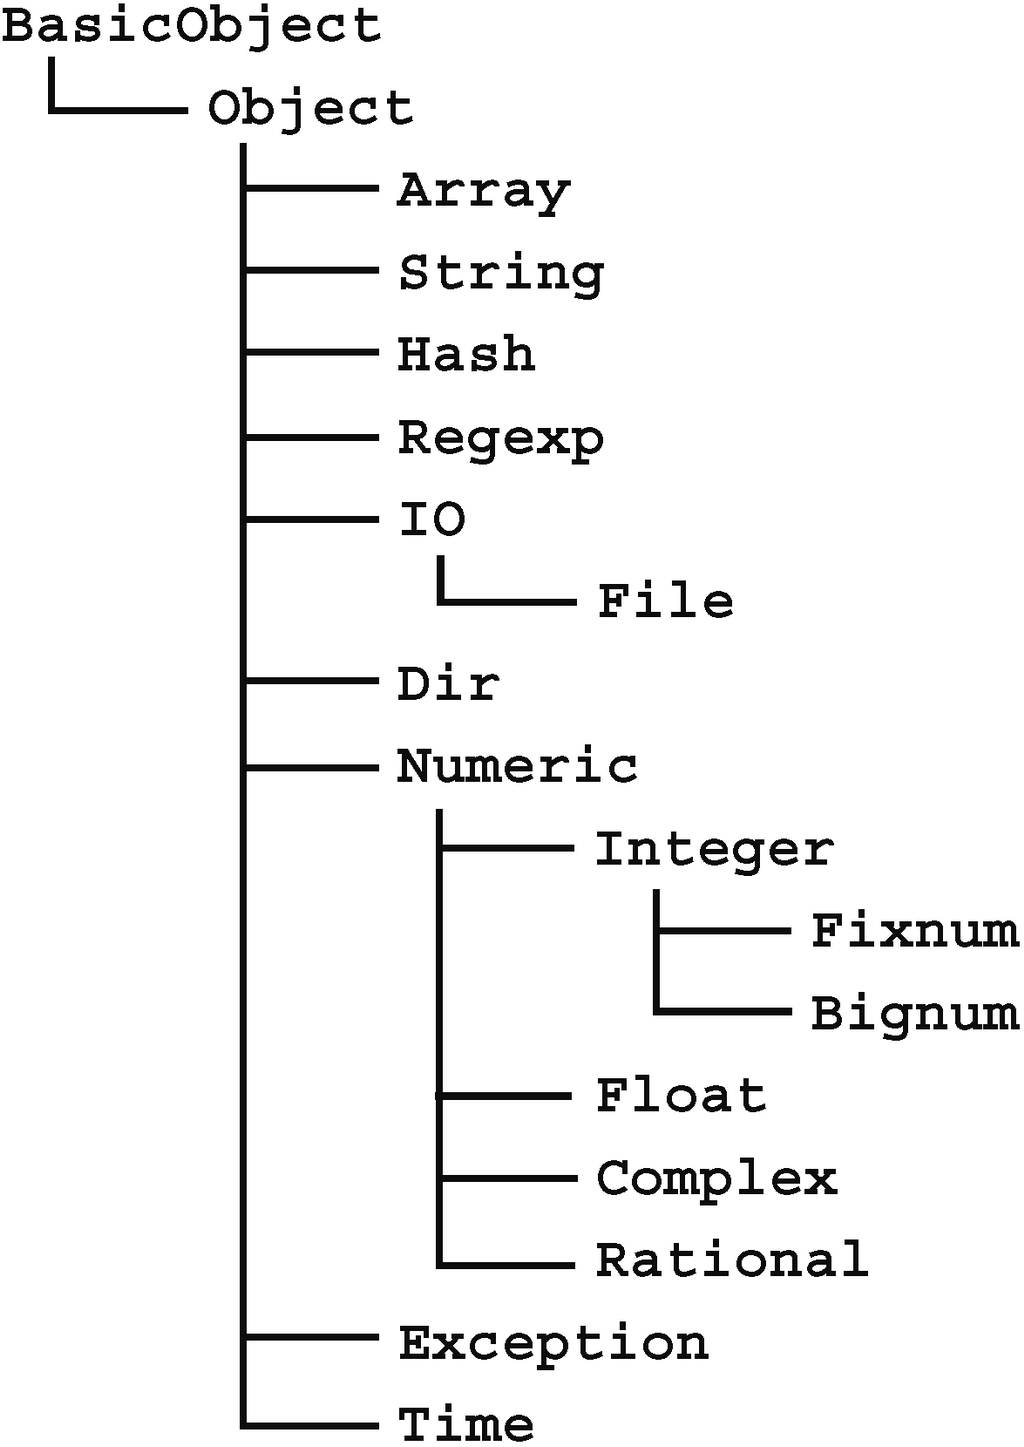 BasicObject
Object
Array
String
Hash
Regexp
IO
File
Dir
Numeric
Integer
Fixnum
Bignum
Float
Complex
Rational
Exception
Time